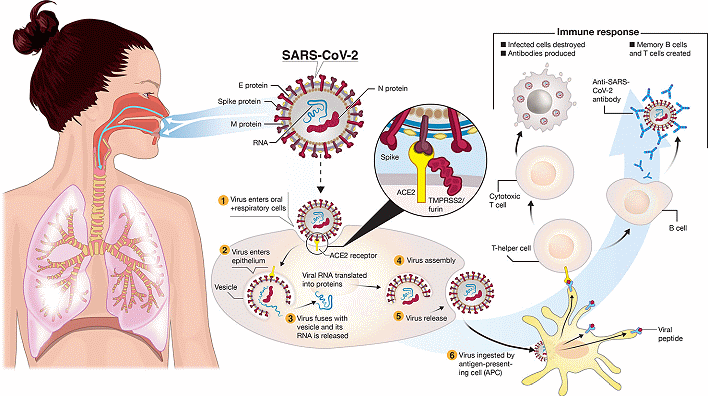 SARS-CoV-2
E protein
Spike protein
M protein
RNA
N protein
Spike
ACE2
TMPRSS2/
furin
1 Virus enters oral
+respiratory cells
2 Virus enters
epithelium
ACE2 receptor
Vesicle
Viral RNA translated
into proteins
3 Virus fuses with
vesicle and its
RNA is released
4 Virus assembly
5 Virus release
6 Virus ingested by
antigen-present-
ing cell (APC)
Immune response
Infected cells destroyed
Antibodies produced
Memory B cells
and T cells created
Anti-SARS-
CoV-2
antibody
Cytotoxic
T cell
B cell
T-helper cell
Viral
peptide